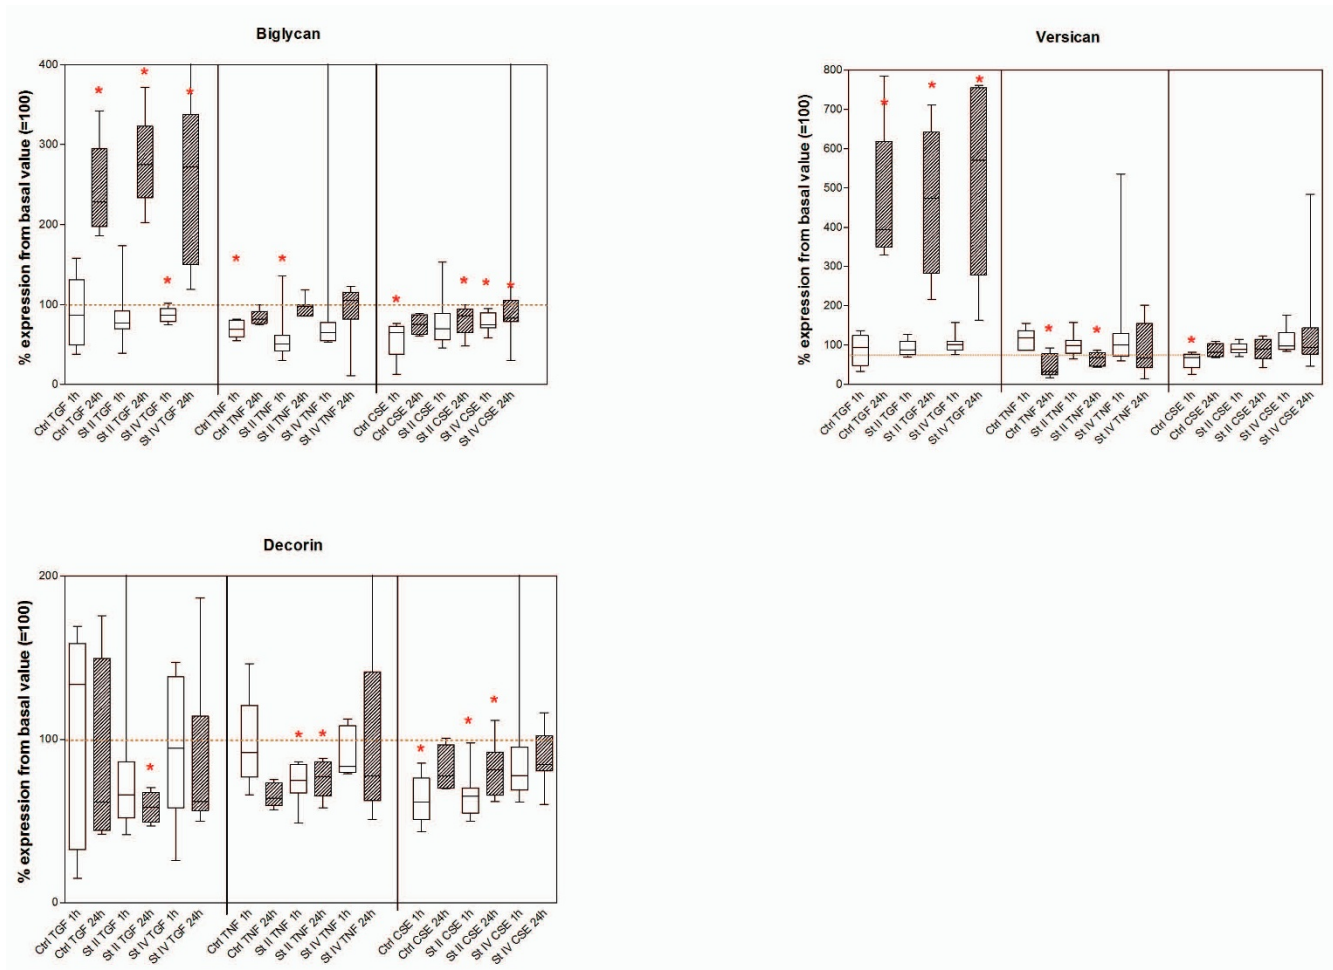 Biglycan
% expression from basal value (=100)
400
300
200
100
0
*
*
*
*
*
*
*
*
*
*
Ctrl TGF 1h
Ctrl TGF 24h
St II TGF 1h
St II TGF 24h
St IV TGF 1h
St IV TGF 24h
Ctrl TNF 1h
Ctrl TNF 24h
St II TNF 1h
St II TNF 24h
St IV TNF 1h
St IV TNF 24h
Ctrl CSE 1h
Ctrl CSE 24h
St II CSE 1h
St II CSE 24h
St IV CSE 1h
St IV CSE 24h
Versican
% expression from basal value (=100)
800
700
600
500
400
300
200
100
0
*
*
*
*
*
*
Ctrl TGF 1h
Ctrl TGF 24h
St II TGF 1h
St II TGF 24h
St IV TGF 1h
St IV TGF 24h
Ctrl TNF 1h
Ctrl TNF 24h
St II TNF 1h
St II TNF 24h
St IV TNF 1h
St IV TNF 24h
Ctrl CSE 1h
Ctrl CSE 24h
St II CSE 1h
St II CSE 24h
St IV CSE 1h
St IV CSE 24h
Decorin
% expression from basal value (=100)
200
100
0
*
*
*
*
*
*
Ctrl TGF 1h
Ctrl TGF 24h
St II TGF 1h
St II TGF 24h
St IV TGF 1h
St IV TGF 24h
Ctrl TNF 1h
Ctrl TNF 24h
St II TNF 1h
St II TNF 24h
St IV TNF 1h
St IV TNF 24h
Ctrl CSE 1h
Ctrl CSE 24h
St II CSE 1h
St II CSE 24h
St IV CSE 1h
St IV CSE 24h